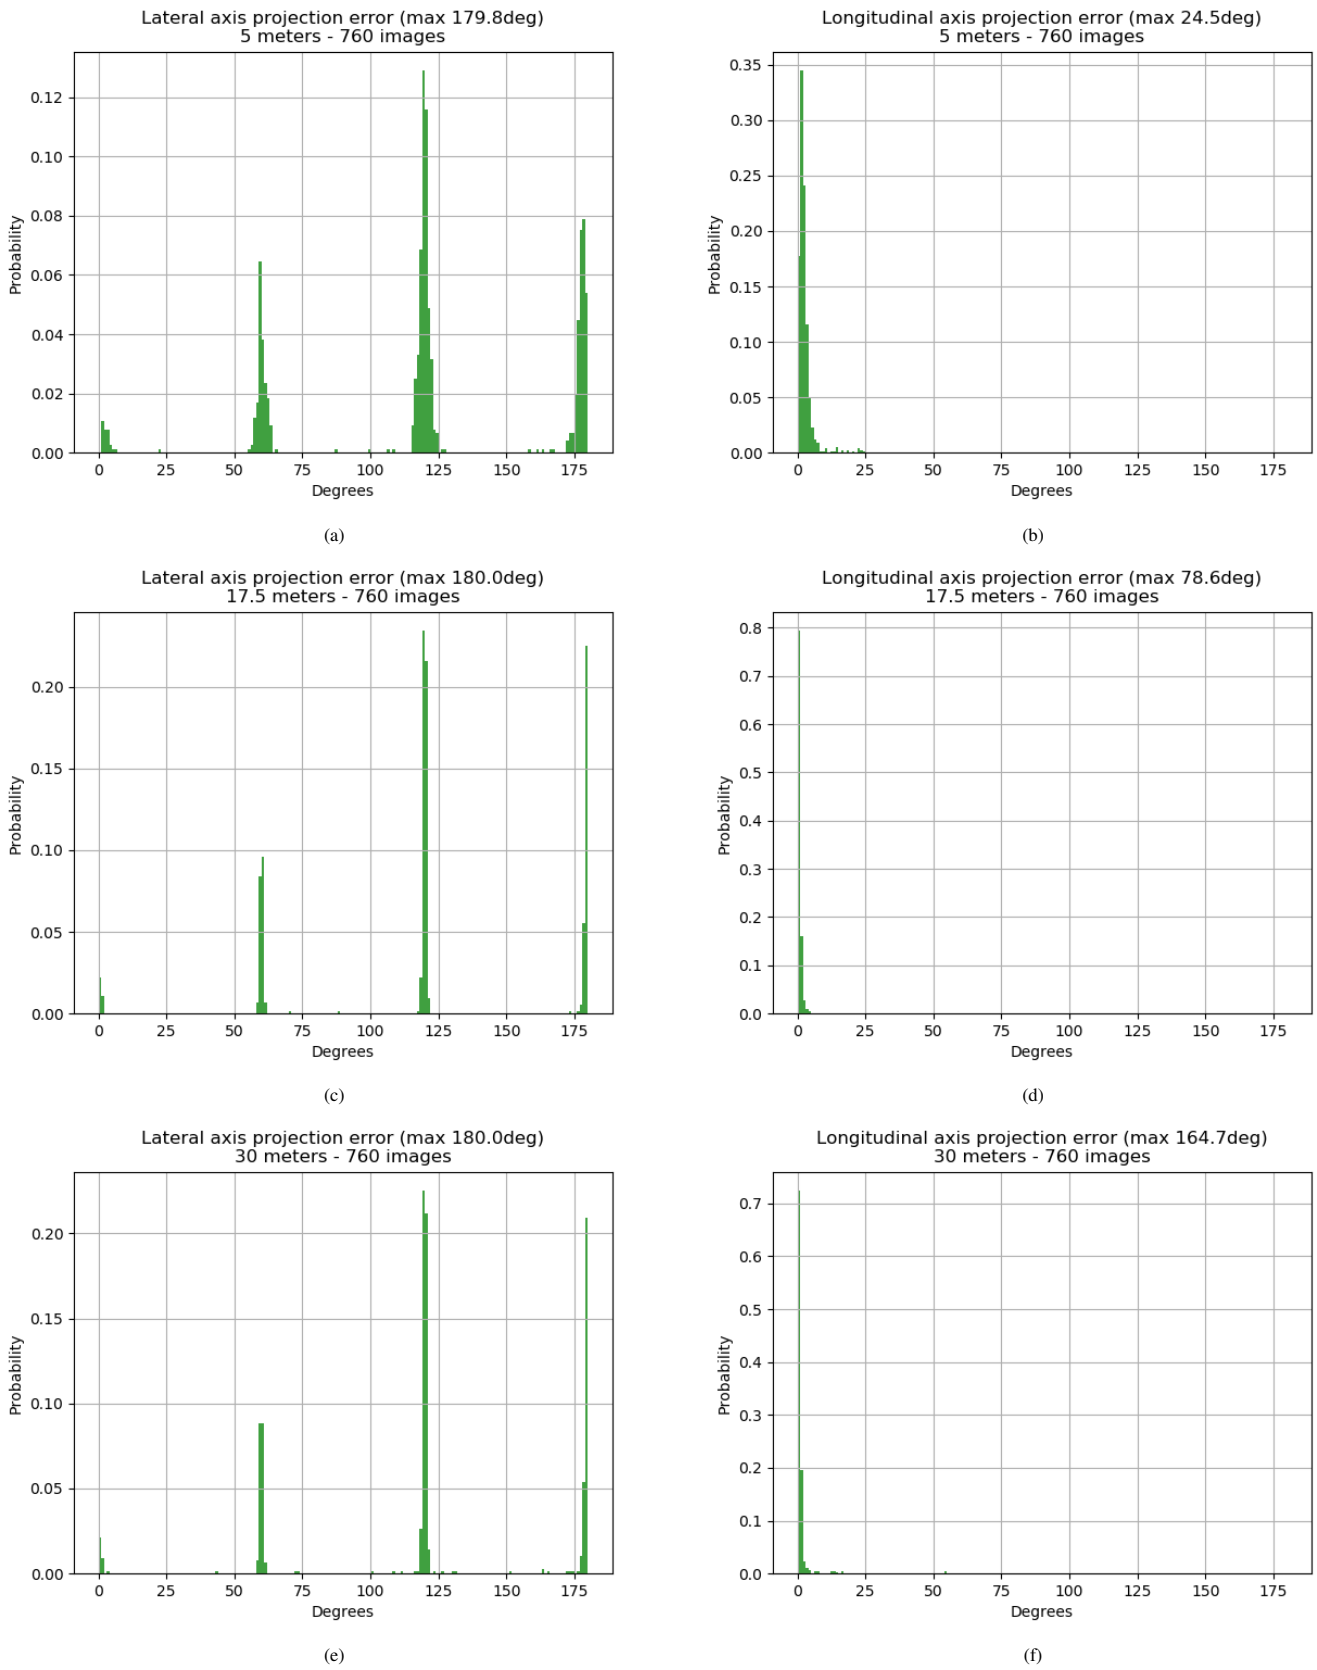 Lateral axis projection error (max 179.8deg)
5 meters - 760 images
0.12
0.10
0.08
0.06
0.04
0.02
0.00
Probability
0 25 50 75 100 125 150 175
Degrees
(a)
Longitudinal axis projection error (max 24.5deg)
5 meters - 760 images
0.35
0.30
0.25
0.20
0.15
0.10
0.05
0.00
Probability
0 25 50 75 100 125 150 175
Degrees
(b)
Lateral axis projection error (max 180.0deg)
17.5 meters - 760 images
0.20
0.15
0.10
0.05
0.00
Probability
0 25 50 75 100 125 150 175
Degrees
(c)
Longitudinal axis projection error (max 78.6deg)
17.5 meters - 760 images
0.8
0.7
0.6
0.5
0.4
0.3
0.2
0.1
0.0
Probability
0 25 50 75 100 125 150 175
Degrees
(d)
Lateral axis projection error (max 180.0deg)
30 meters - 760 images
0.20
0.15
0.10
0.05
0.00
Probability
0 25 50 75 100 125 150 175
Degrees
(e)
Longitudinal axis projection error (max 164.7deg)
30 meters - 760 images
0.7
0.6
0.5
0.4
0.3
0.2
0.1
0.0
Probability
0 25 50 75 100 125 150 175
Degrees
(f)